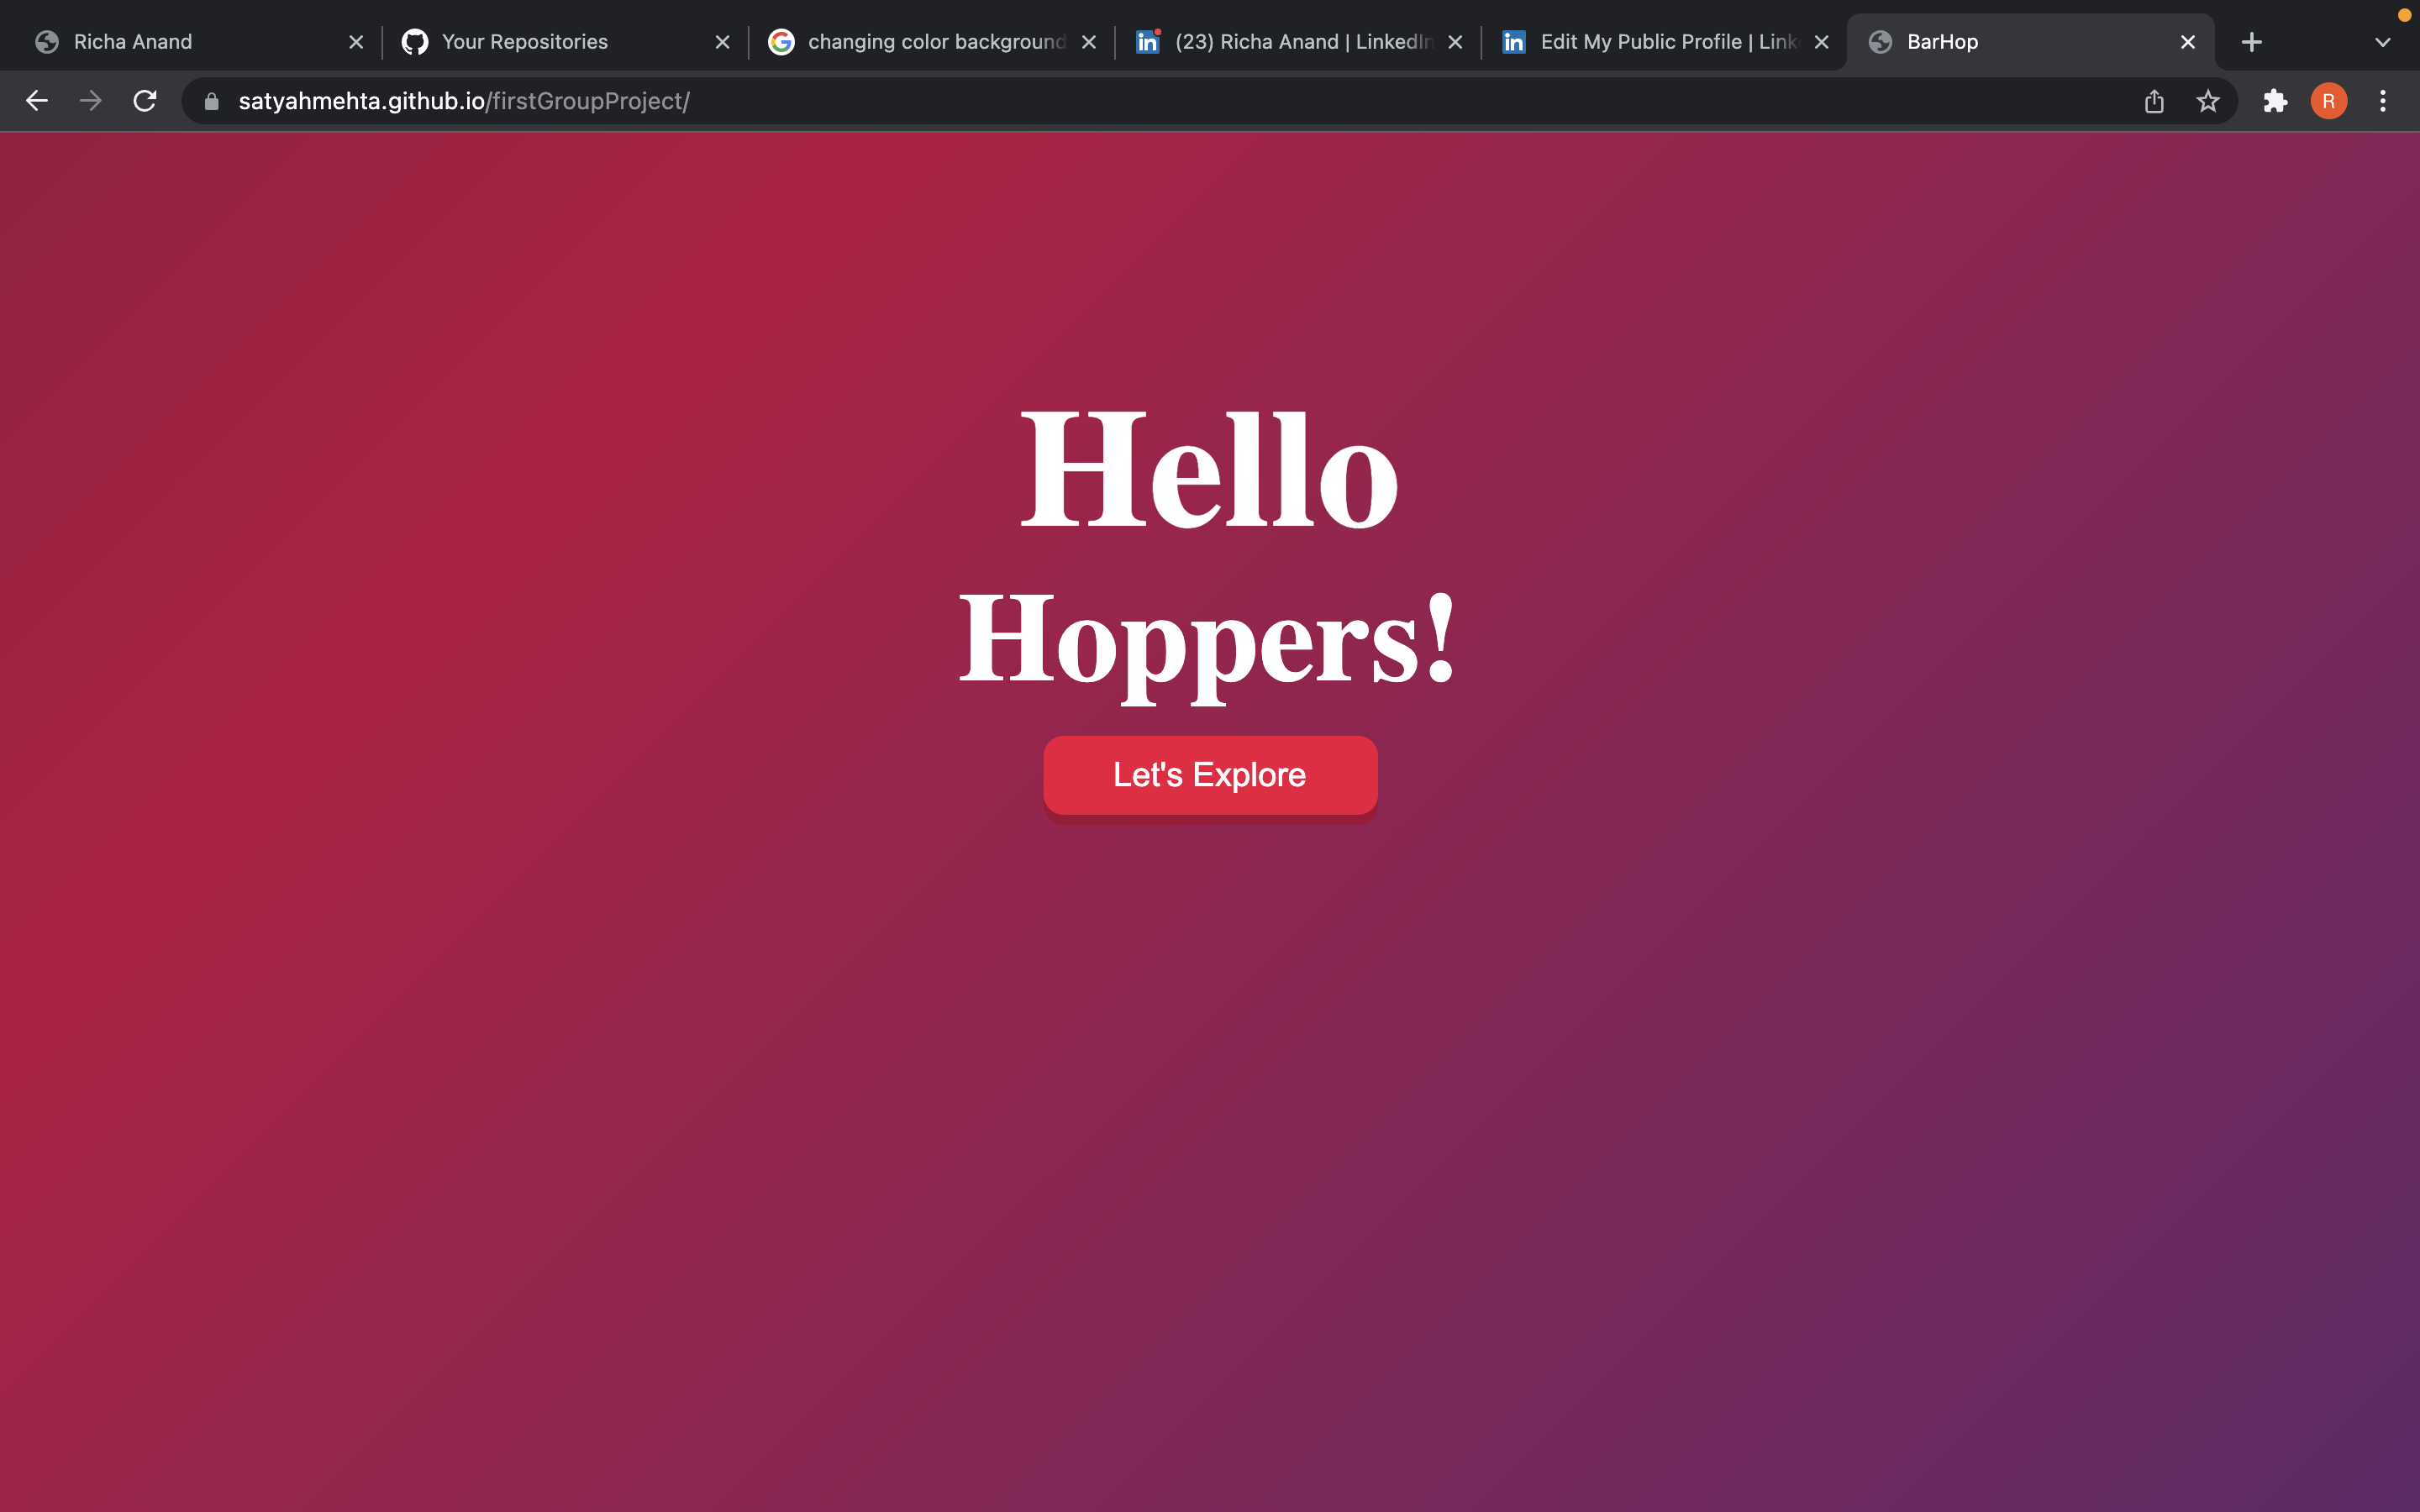 Richa Anand
Your Repositories
changing color background
(23) Richa Anand | LinkedIn
Edit My Public Profile | Link
BarHop
satyahmehta.github.io/firstGroupProject/
R
Hello
Hoppers!
Let's Explore